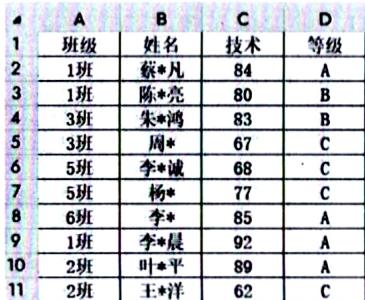 A B C D
1 班级 姓名 技术 等级
2 1班 蔡*凡 84 A
3 1班 陈*亮 80 B
4 3班 朱*鸿 83 B
5 3班 周* 67 C
6 5班 李*诚 68 C
7 5班 杨* 77 C
8 6班 李* 85 A
9 1班 李*晨 92 A
10 2班 叶*平 89 A
11 2班 王*洋 62 C